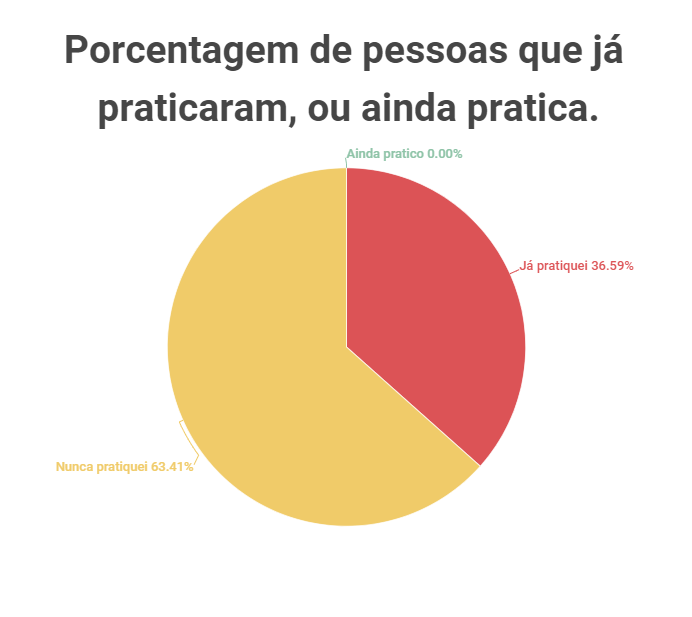 Porcentagem de pessoas que já
praticaram, ou ainda pratica.
Ainda pratico 0.00%
Já pratiquei 36.59%
Nunca pratiquei 63.41%